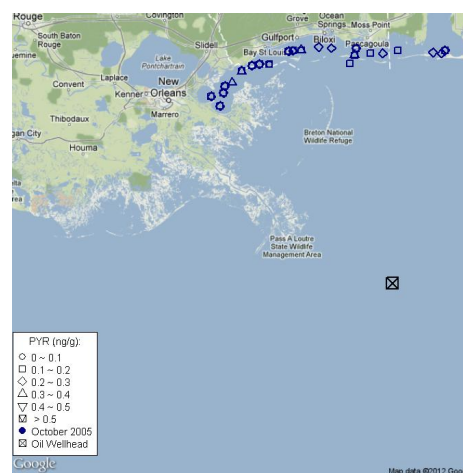 Covington
Ocean
Grove Springs Moss Point
Rouge
Gulfport
Biloxi
South Baton
Rouge
Slidell
Pascagoula
Bay St Louis
Lake
Pontchartrain
Convent Laplace
New
Kenner Orleans
Marrero
Thibodaux
Breton National
Wildlife Refuge
gan City
Houma
Pass A Loutre
State Wildlife
Management Area
PYR (ng/g):
0 ~ 0.1
0.1 ~ 0.2
0.2 ~ 0.3
0.3 ~ 0.4
0.4 ~ 0.5
> 0.5
October 2005
Oil Wellhead
Google
Map data ©2012 Goo